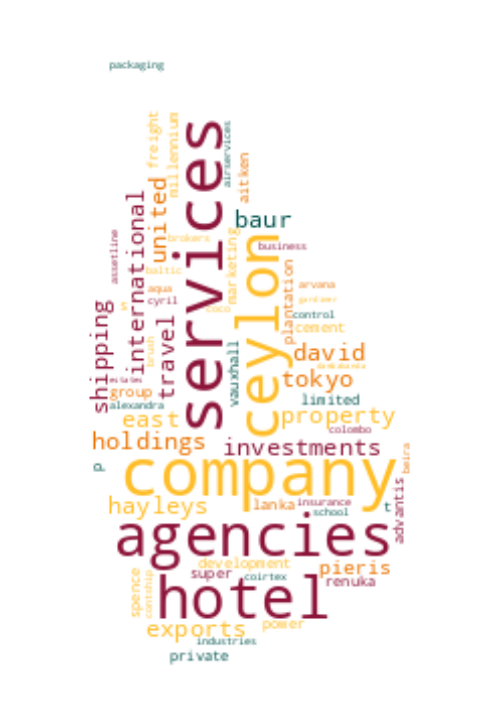 packaging
freight
millennium
services
airservices
aitken
united
international
baur
brokers
marketing
business
assetline
ceylon
baltic
plantation
aqua
cyril
arvana
shipping
travel
coco
control
cement
brush
vauxhall
david
estates
group
tokyo
alexandra
limited
east
property
colombo
holdings
investments
p
company
beira
advantis
hayleys
lanka
insurance
school
t
agencies
development
pieris
super
coirtex
renuka
spence
hotel
exports
power
industries
private